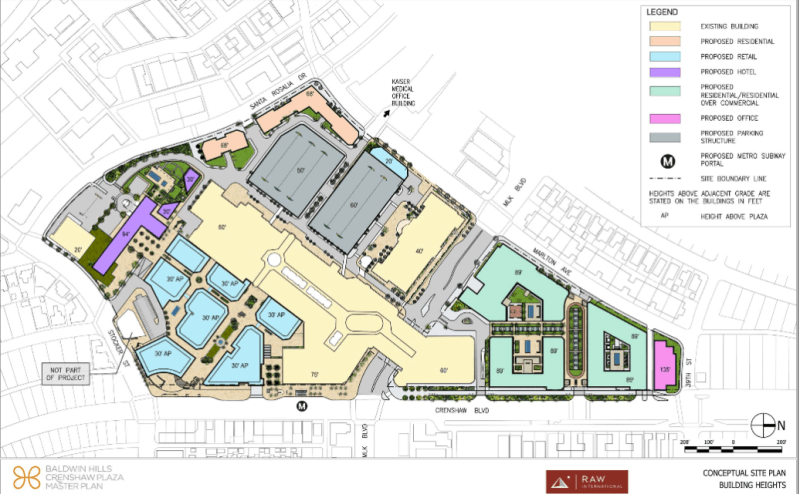 LEGEND
EXISTING BUILDING
PROPOSED RESIDENTIAL
PROPOSED RETAIL
PROPOSED HOTEL
PROPOSED
RESIDENTIAL/RESIDENTIAL
OVER COMMERCIAL
PROPOSED OFFICE
PROPOSED PARKING
STRUCTURE
M
PROPOSED METRO SUBWAY
PORTAL
SITE BOUNDARY LINE
HEIGHTS ABOVE ADJACENT GRADE ARE
STATED ON THE BUILDINGS IN FEET
AP
HEIGHT ABOVE PLAZA
KAISER
MEDICAL
OFFICE
BUILDING
SANTA ROSALIA DR
68'
68'
50'
60'
20'
40'
MLK BLVD
MARLTON AVE
30'
30'
84'
20'
60'
30' AP
30' AP
30' AP
30' AP
30' AP
30' AP
70'
60'
89'
89'
89'
89'
89'
135'
39TH ST
STOCKER ST
NOT PART
OF PROJECT
M
CRENSHAW BLVD
MLK BLVD
N
200'
100'
0'
200'
BALDWIN HILLS
CRENSHAW PLAZA
MASTER PLAN
RAW
INTERNATIONAL
CONCEPTUAL SITE PLAN
BUILDING HEIGHTS